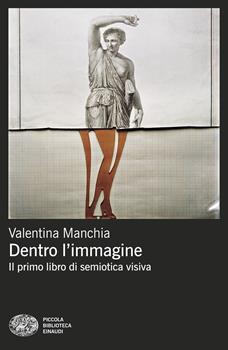 Valentina Manchia
Dentro l'immagine
Il primo libro di semiotica visiva
PICCOLA
BIBLIOTECA
EINAUDI